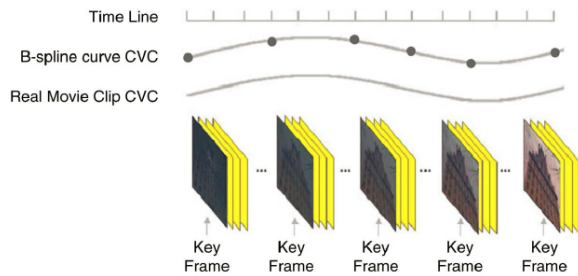 Time Line
B-spline curve CVC
Real Movie Clip CVC
... ... ... ...
Key Key Key Key Key
Frame Frame Frame Frame Frame